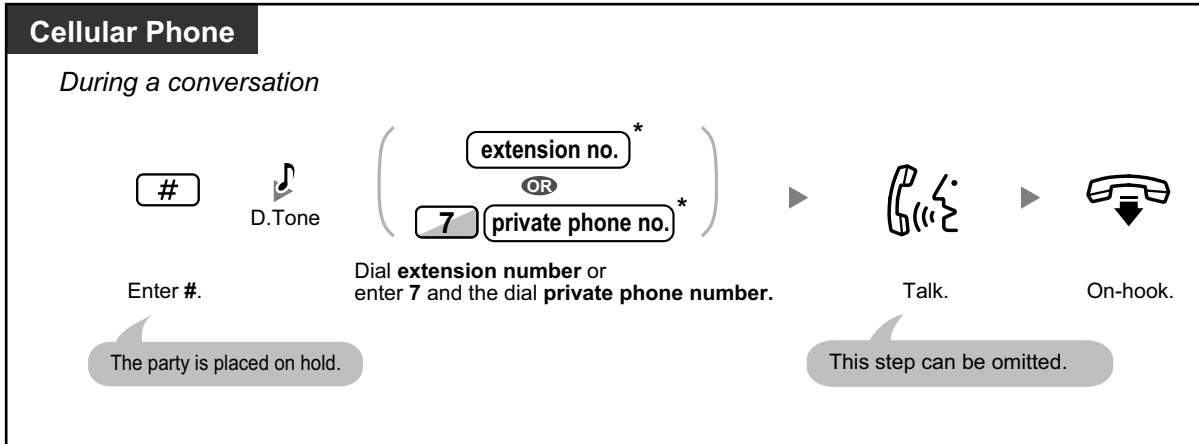 Cellular Phone
During a conversation
#
D.Tone
extension no.*
OR
7 private phone no.*
Enter #.
Dial extension number or
enter 7 and the dial private phone number.
Talk.
On-hook.
The party is placed on hold.
This step can be omitted.